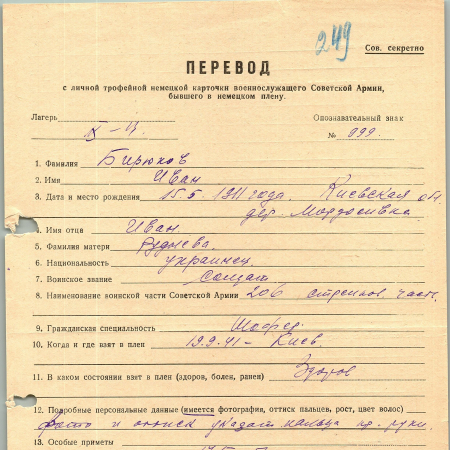 249
Сов. секретно
ПЕРЕВОД
с личной трофейной немецкой карточки военнослужащего Советской Армии,
бывшего в немецком плену.
Лагерь
Опознавательный знак
№ 999.
1. Фамилия Бирюков
2. Имя Иван
3. Дата и место рождения 15.5. 1911 года. Киевская обл.
дер.
4. Имя отца Иван.
5. Фамилия матери
6. Национальность украинец.
7. Воинское звание солдат
8. Наименование воинской части Советской Армии 206 стрелков. часть.
9. Гражданская специальность Шофер.
10. Когда и где взят в плен 19.9.41 – Киев.
11. В каком состоянии взят в плен (здоров, болен, ранен) Здоров
12. Подробные персональные данные (имеется фотография, оттиск пальцев, рост, цвет волос)
фото и оттиск указат. пальца пр. руки.
13. Особые приметы